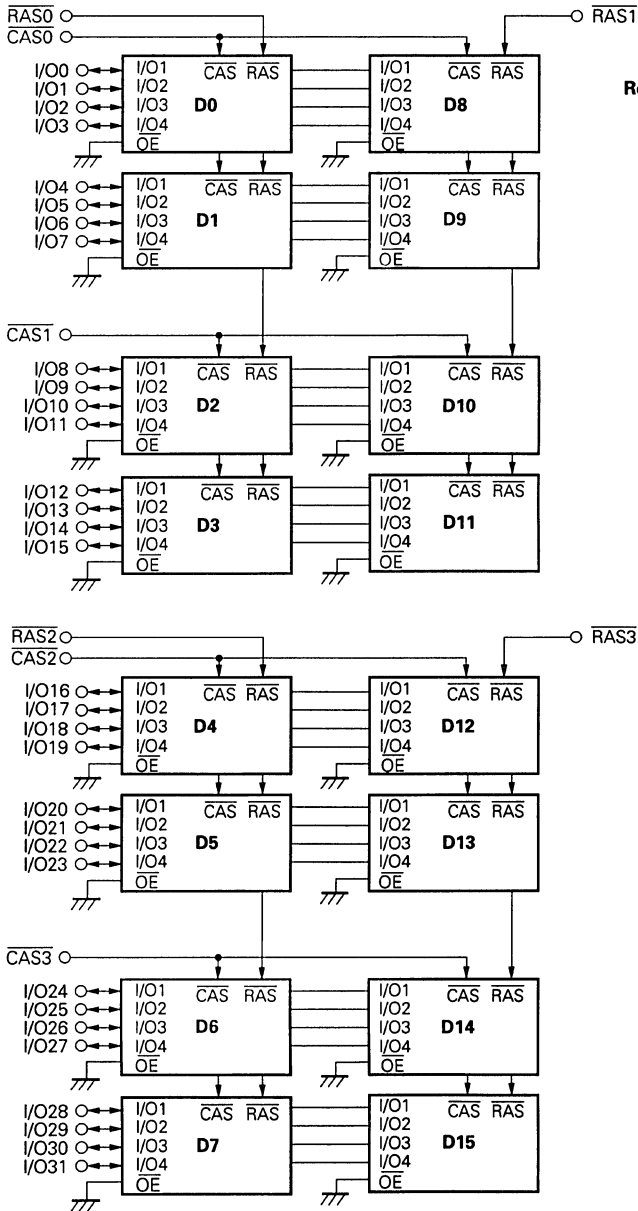 RAS0 RAS1
CAS0
I/O0 I/O1 CAS RAS I/O1 CAS RAS
I/O1 I/O2 I/O2
I/O2 I/O3 D0 I/O3 D8
I/O3 I/O4 I/O4
OE OE
I/O4 I/O1 CAS RAS I/O1 CAS RAS
I/O5 I/O2 I/O2
I/O6 I/O3 D1 I/O3 D9
I/O7 I/O4 I/O4
OE OE
CAS1
I/O8 I/O1 CAS RAS I/O1 CAS RAS
I/O9 I/O2 I/O2
I/O10 I/O3 D2 I/O3 D10
I/O11 I/O4 I/O4
OE OE
I/O12 I/O1 CAS RAS I/O1 CAS RAS
I/O13 I/O2 I/O2
I/O14 I/O3 D3 I/O3 D11
I/O15 I/O4 I/O4
OE OE
RAS2 RAS3
CAS2
I/O16 I/O1 CAS RAS I/O1 CAS RAS
I/O17 I/O2 I/O2
I/O18 I/O3 D4 I/O3 D12
I/O19 I/O4 I/O4
OE OE
I/O20 I/O1 CAS RAS I/O1 CAS RAS
I/O21 I/O2 I/O2
I/O22 I/O3 D5 I/O3 D13
I/O23 I/O4 I/O4
OE OE
CAS3
I/O24 I/O1 CAS RAS I/O1 CAS RAS
I/O25 I/O2 I/O2
I/O26 I/O3 D6 I/O3 D14
I/O27 I/O4 I/O4
OE OE
I/O28 I/O1 CAS RAS I/O1 CAS RAS
I/O29 I/O2 I/O2
I/O30 I/O3 D7 I/O3 D15
I/O31 I/O4 I/O4
OE OE